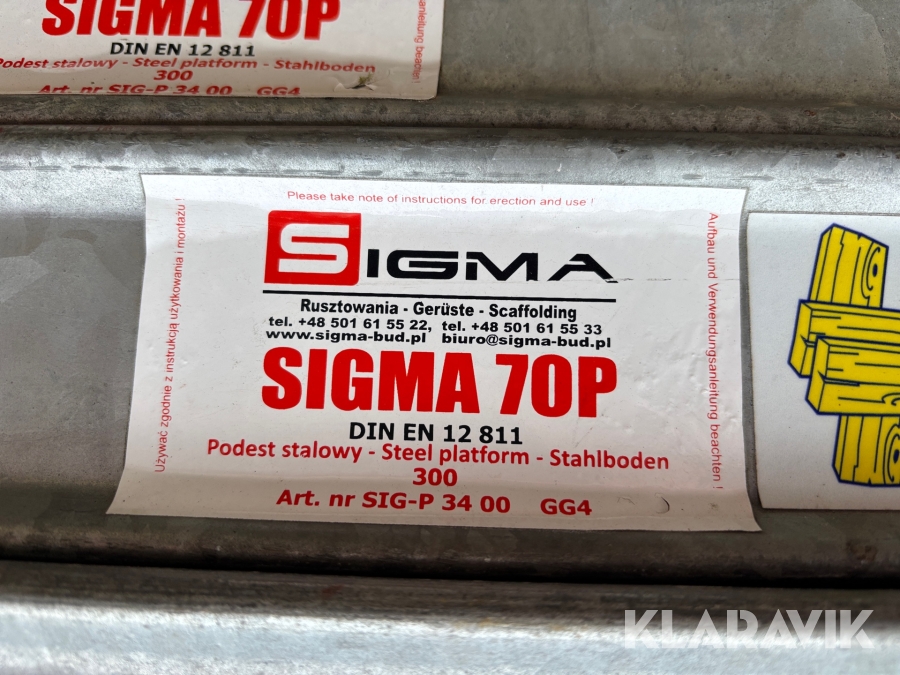 SIGMA 70P
DIN EN 12 811
Podest stalowy - Steel platform - Stahlboden
300
Art. nr SIG-P 34 00 GG4
anleitung beachten !
Please take note of instructions for erection and use !
Używać zgodnie z instrukcją użytkowania i montażu !
Aufbau und Verwendungsanleitung beachten !
SIGMA
Rusztowania - Gerüste - Scaffolding
tel. +48 501 61 55 22, tel. +48 501 61 55 33
www.sigma-bud.pl biuro@sigma-bud.pl
SIGMA 70P
DIN EN 12 811
Podest stalowy - Steel platform - Stahlboden
300
Art. nr SIG-P 34 00 GG4
KLARAVIK